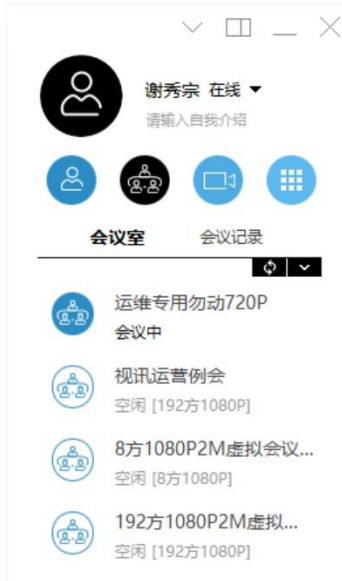 谢秀宗 在线
请输入自我介绍
会议室 会议记录
运维专用勿动720P
会议中
视讯运营例会
空闲 [192方1080P]
8方1080P2M虚拟会议...
空闲 [8方1080P]
192方1080P2M虚拟...
空闲 [192方1080P]